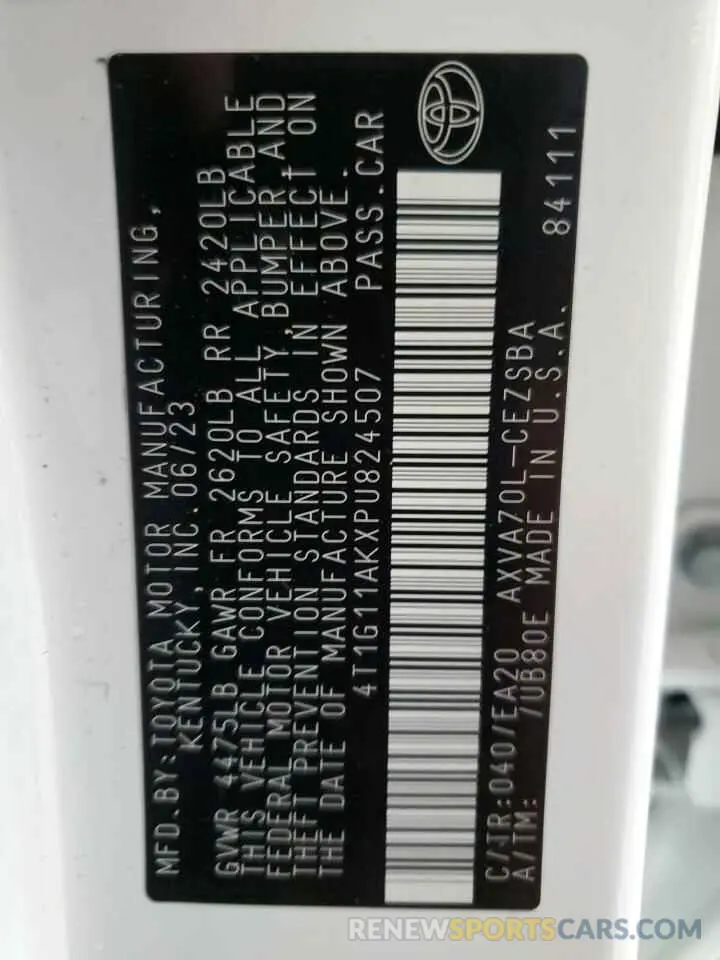 MFD.BY:TOYOTA MOTOR MANUFACTURING,
KENTUCKY,INC.06/23
GVWR 4475LB GAWR FR 2620LB RR 2420LB
THIS VEHICLE CONFORMS TO ALL APPLICABLE
FEDERAL MOTOR VEHICLE SAFETY,BUMPER,AND
THEFT PREVENTION STANDARDS IN EFFECT ON
THE DATE OF MANUFACTURE SHOWN ABOVE.
4T1G11AKXPU824507 PASS.CAR
C/TR:040/EA20 AXVA70L-CEZSBA
A/TM: /UB80E MADE IN U.S.A. 84111
RENEWSPORTSCARS.COM